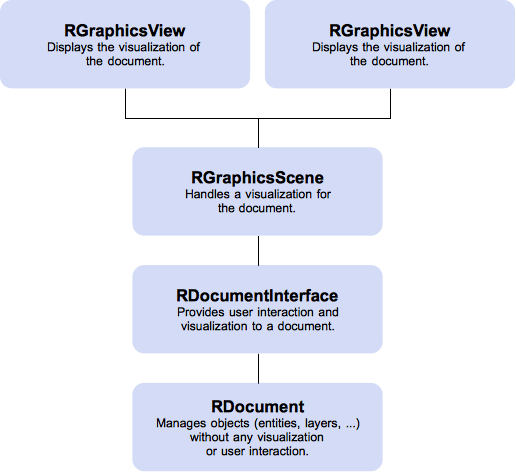 RGraphicsView
Displays the visualization of
the document.
RGraphicsView
Displays the visualization of
the document.
RGraphicsScene
Handles a visualization for
the document.
RDocumentInterface
Provides user interaction and
visualization to a document.
RDocument
Manages objects (entities, layers, ...)
without any visualization
or user interaction.